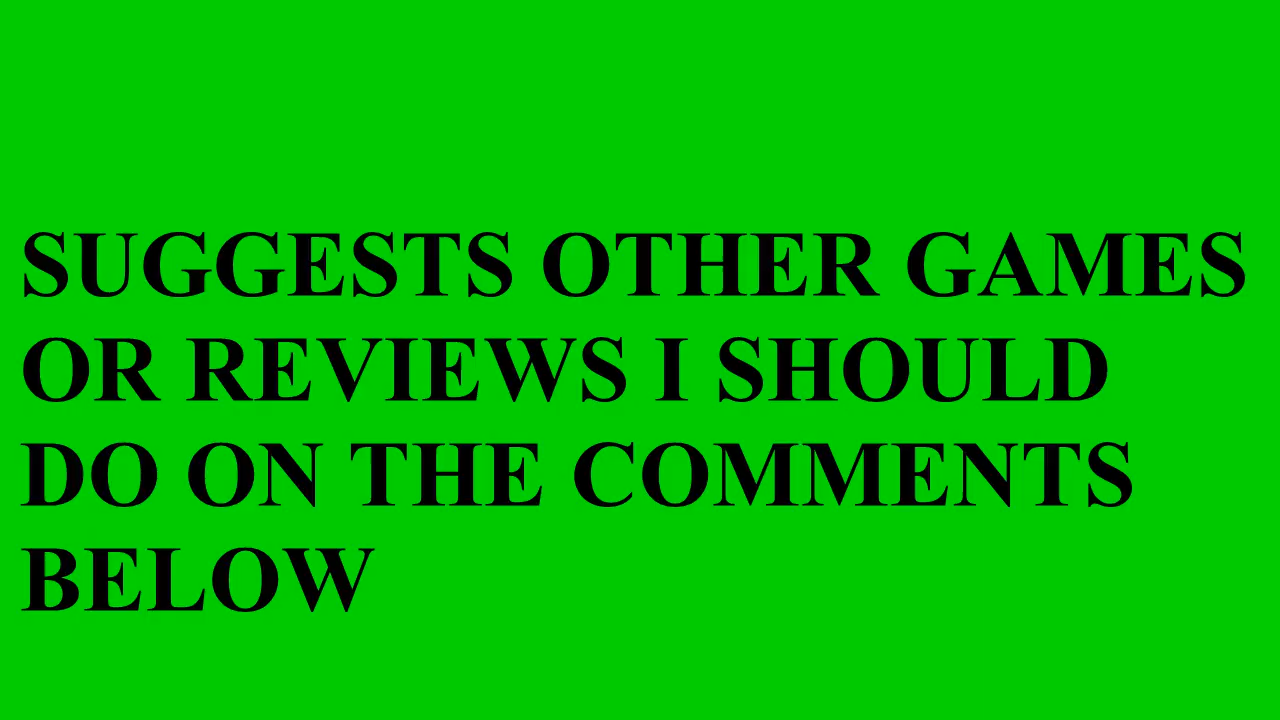 SUGGESTS OTHER GAMES
OR REVIEWS I SHOULD
DO ON THE COMMENTS
BELOW